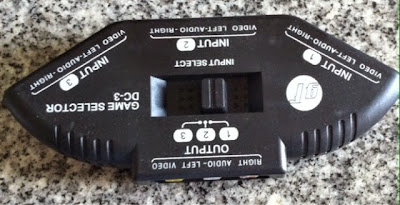 RIGHT AUDIO-LEFT VIDEO
OUTPUT
1 2 3
GAME SELECTOR
DC-3
INPUT SELECT
INPUT 1
VIDEO LEFT-AUDIO-RIGHT
INPUT 2
VIDEO LEFT-AUDIO-RIGHT
INPUT 3
VIDEO LEFT-AUDIO-RIGHT